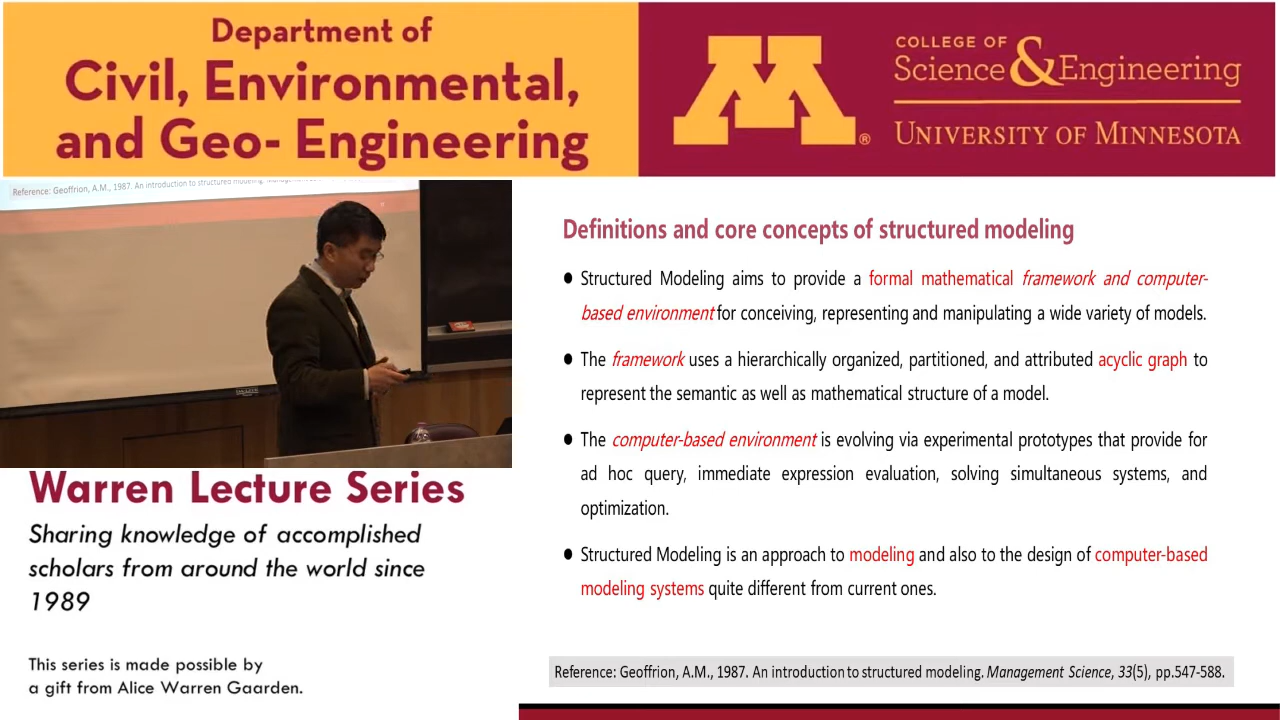 Department of
Civil, Environmental,
and Geo- Engineering
M
®
COLLEGE OF
Science & Engineering
UNIVERSITY OF MINNESOTA
Reference: Geoffrion, A.M., 1987. An introduction to structured modeling.
Warren Lecture Series
Sharing knowledge of accomplished
scholars from around the world since
1989
This series is made possible by
a gift from Alice Warren Gaarden.
Definitions and core concepts of structured modeling
● Structured Modeling aims to provide a formal mathematical framework and computer-
based environment for conceiving, representing and manipulating a wide variety of models.
● The framework uses a hierarchically organized, partitioned, and attributed acyclic graph to
represent the semantic as well as mathematical structure of a model.
● The computer-based environment is evolving via experimental prototypes that provide for
ad hoc query, immediate expression evaluation, solving simultaneous systems, and
optimization.
● Structured Modeling is an approach to modeling and also to the design of computer-based
modeling systems quite different from current ones.
Reference: Geoffrion, A.M., 1987. An introduction to structured modeling. Management Science, 33(5), pp.547-588.